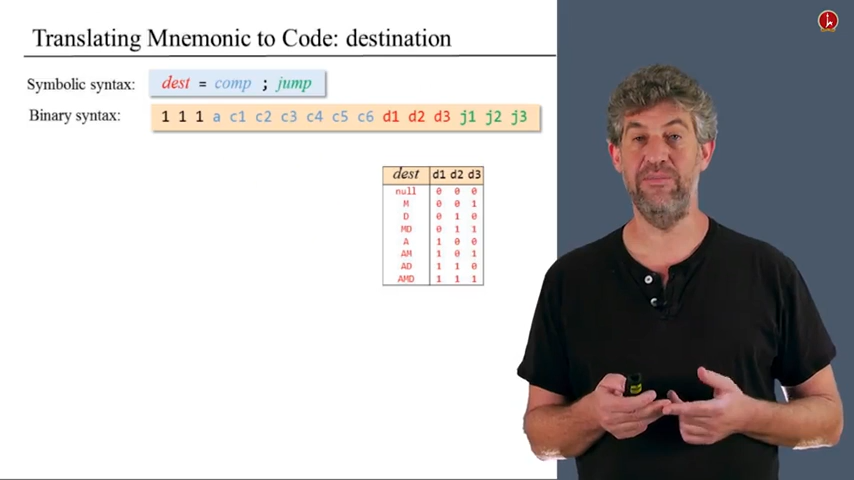 Translating Mnemonic to Code: destination
Symbolic syntax: dest = comp ; jump
Binary syntax: 1 1 1 a c1 c2 c3 c4 c5 c6 d1 d2 d3 j1 j2 j3
dest d1 d2 d3
null 0 0 0
M 0 0 1
D 0 1 0
MD 0 1 1
A 1 0 0
AM 1 0 1
AD 1 1 0
AMD 1 1 1